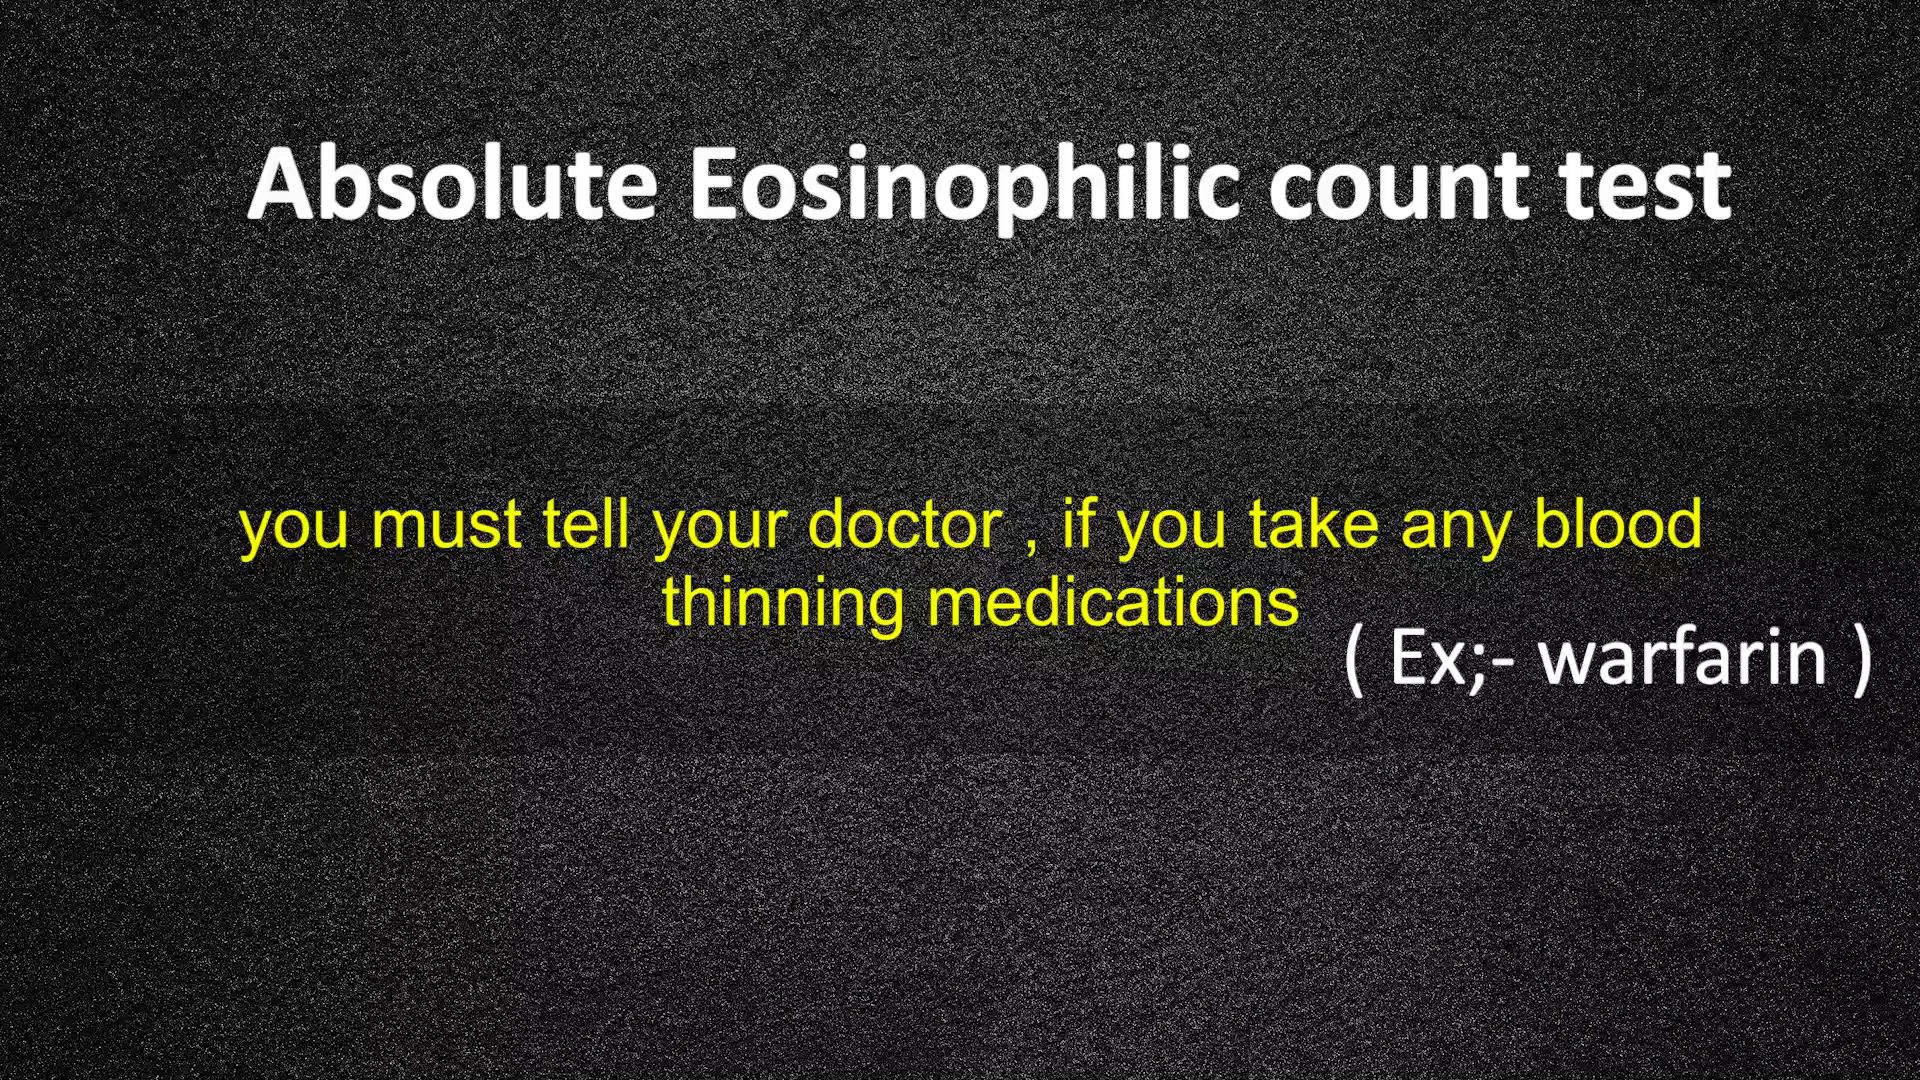 Absolute Eosinophilic count test
you must tell your doctor , if you take any blood
thinning medications
( Ex;- warfarin )